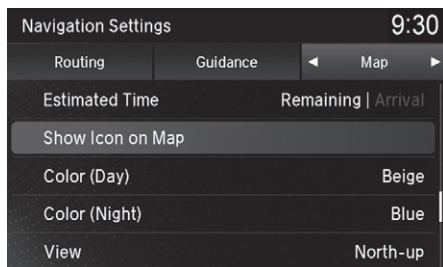 Navigation Settings 9:30
Routing Guidance Map
Estimated Time Remaining | Arrival
Show Icon on Map
Color (Day) Beige
Color (Night) Blue
View North-up